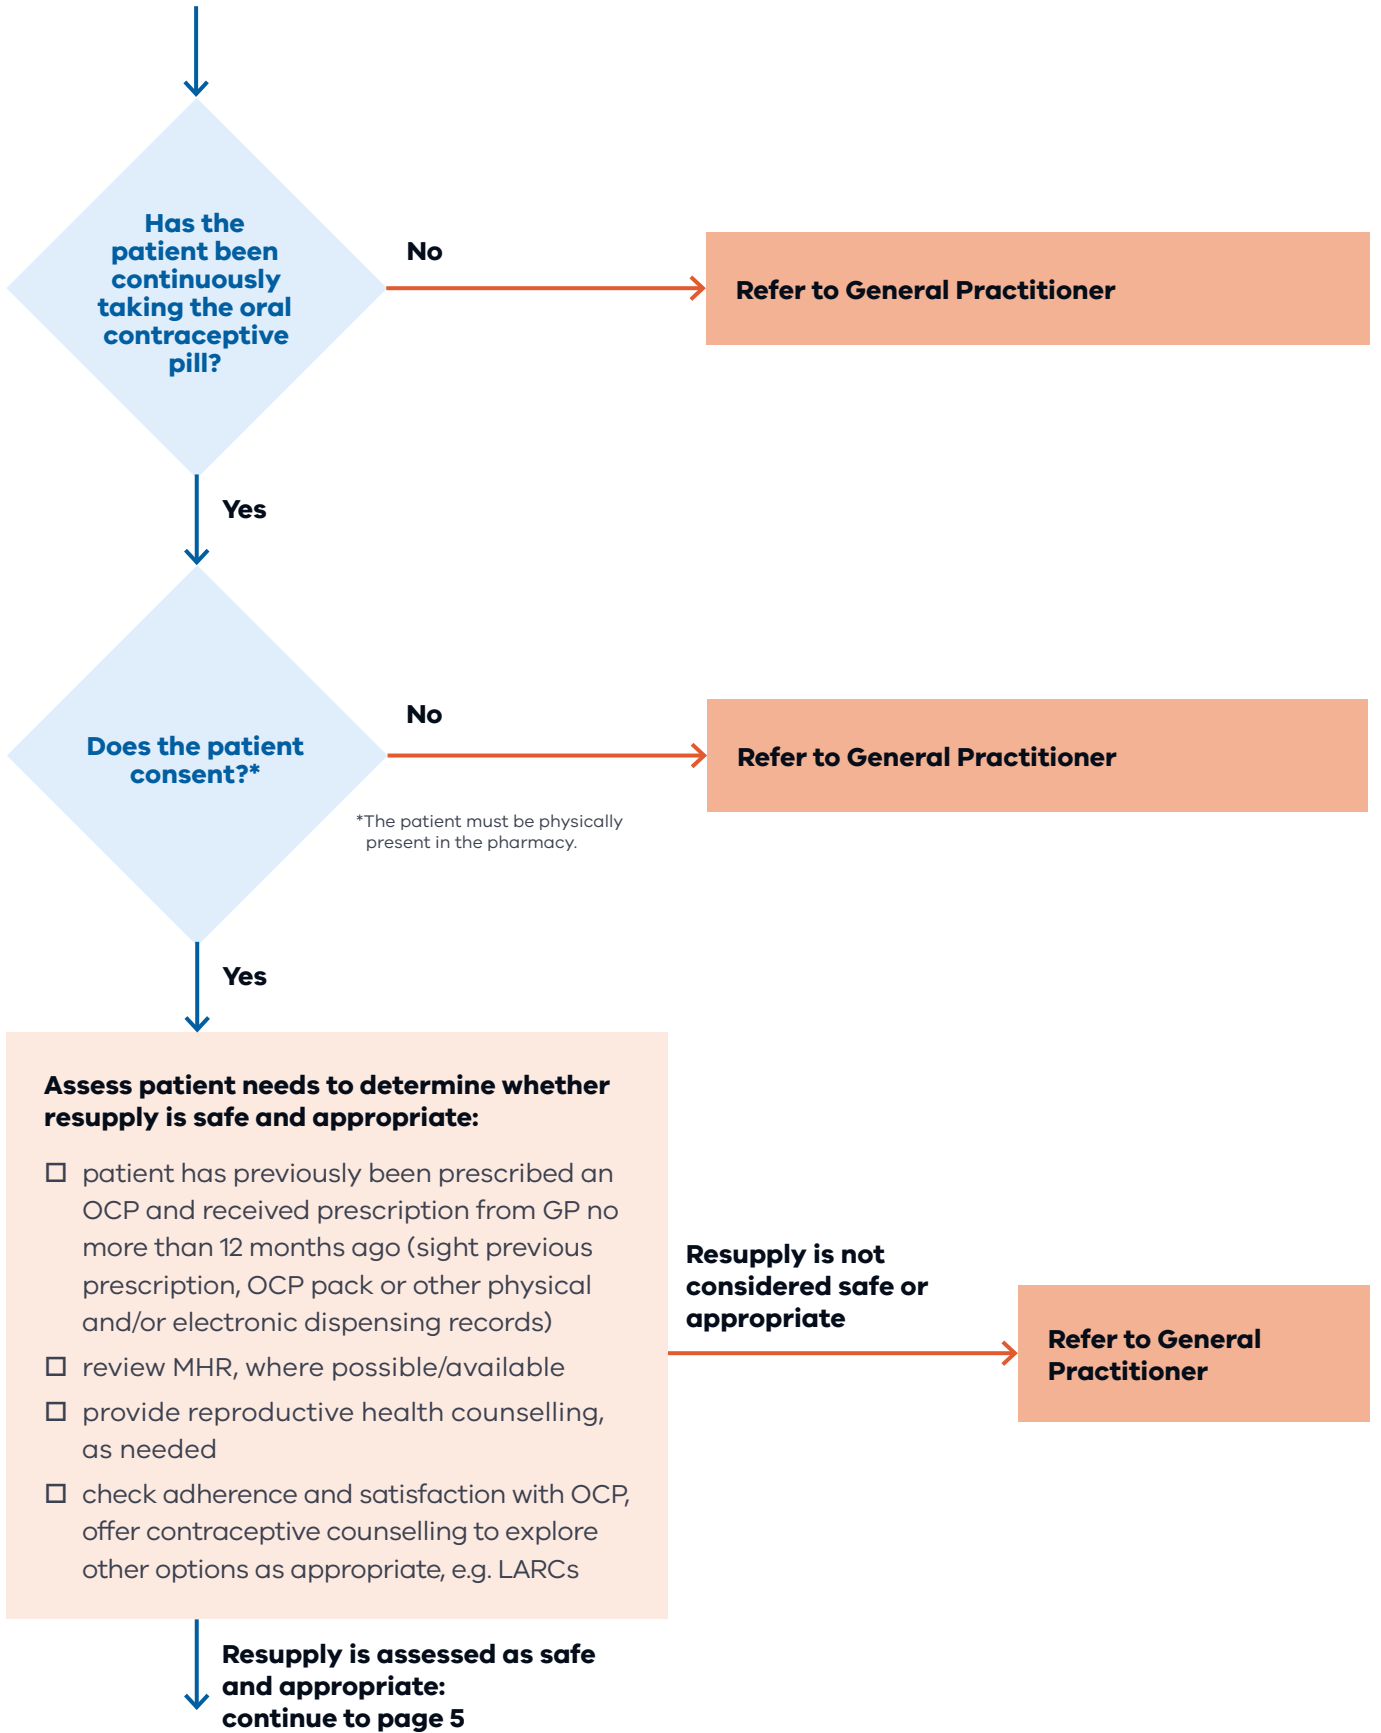 Has the
patient been
continuously
taking the oral
contraceptive
pill?
No
Refer to General Practitioner
Yes
Does the patient
consent?*
No
Refer to General Practitioner
*The patient must be physically
present in the pharmacy.
Yes
Assess patient needs to determine whether
resupply is safe and appropriate:
☐ patient has previously been prescribed an
OCP and received prescription from GP no
more than 12 months ago (sight previous
prescription, OCP pack or other physical
and/or electronic dispensing records)
☐ review MHR, where possible/available
☐ provide reproductive health counselling,
as needed
☐ check adherence and satisfaction with OCP,
offer contraceptive counselling to explore
other options as appropriate, e.g. LARCs
Resupply is not
considered safe or
appropriate
Refer to General
Practitioner
Resupply is assessed as safe
and appropriate:
continue to page 5